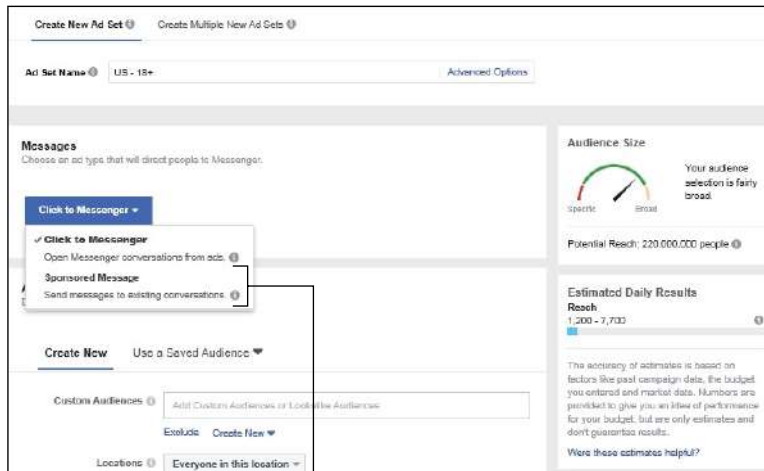 Create New Ad Set Create Multiple New Ad Sets
Ad Set Name US - 18+ Advanced Options
Messages
Choose an ad type that will direct people to Messenger.
Click to Messenger
Click to Messenger
Open Messenger conversations from ads.
Sponsored Message
Send messages to existing conversations.
Create New Use a Saved Audience
Custom Audiences Add Custom Audiences or Lookalike Audiences
Exclude Create New
Locations Everyone in this location
Audience Size
Your audience
selection is fairly
broad.
Specific Broad
Potential Reach: 220,000,000 people
Estimated Daily Results
Reach
1,200 - 7,700
The accuracy of estimates is based on
factors like past campaign data, the budget
you entered and market data. Numbers are
provided to give you an idea of performance
for your budget, but are only estimates and
don't guarantee results.
Were these estimates helpful?